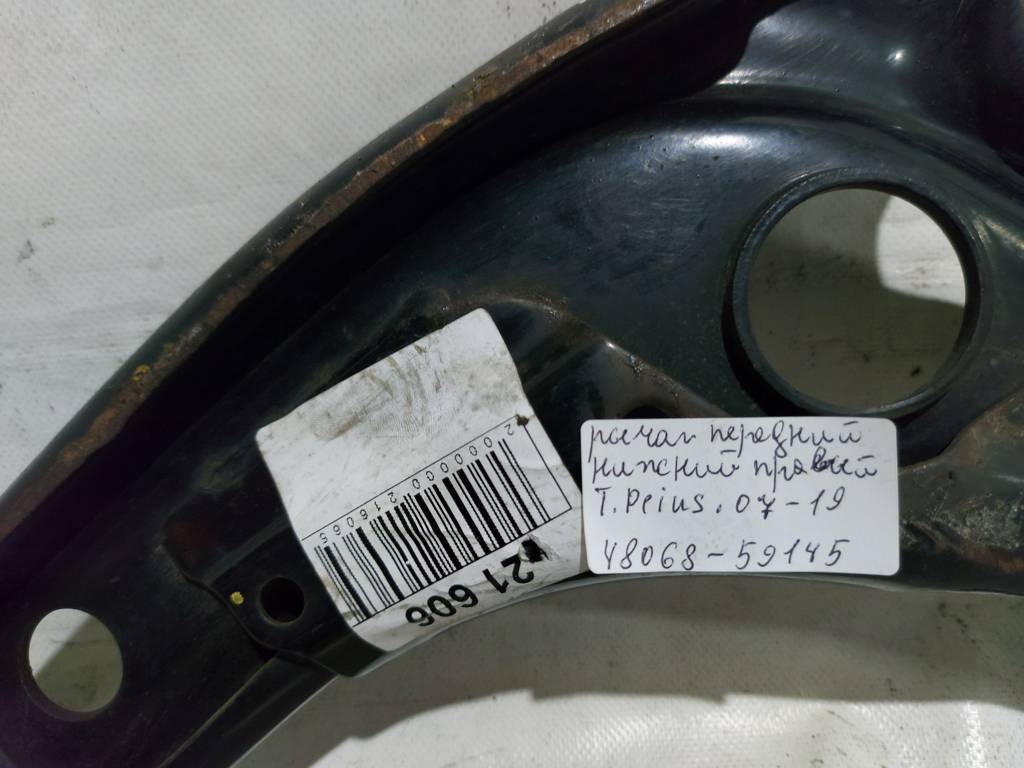 рычаг передний
нижний правый
T. Prius. 07-19
48068-59145
2000000216065
21 606